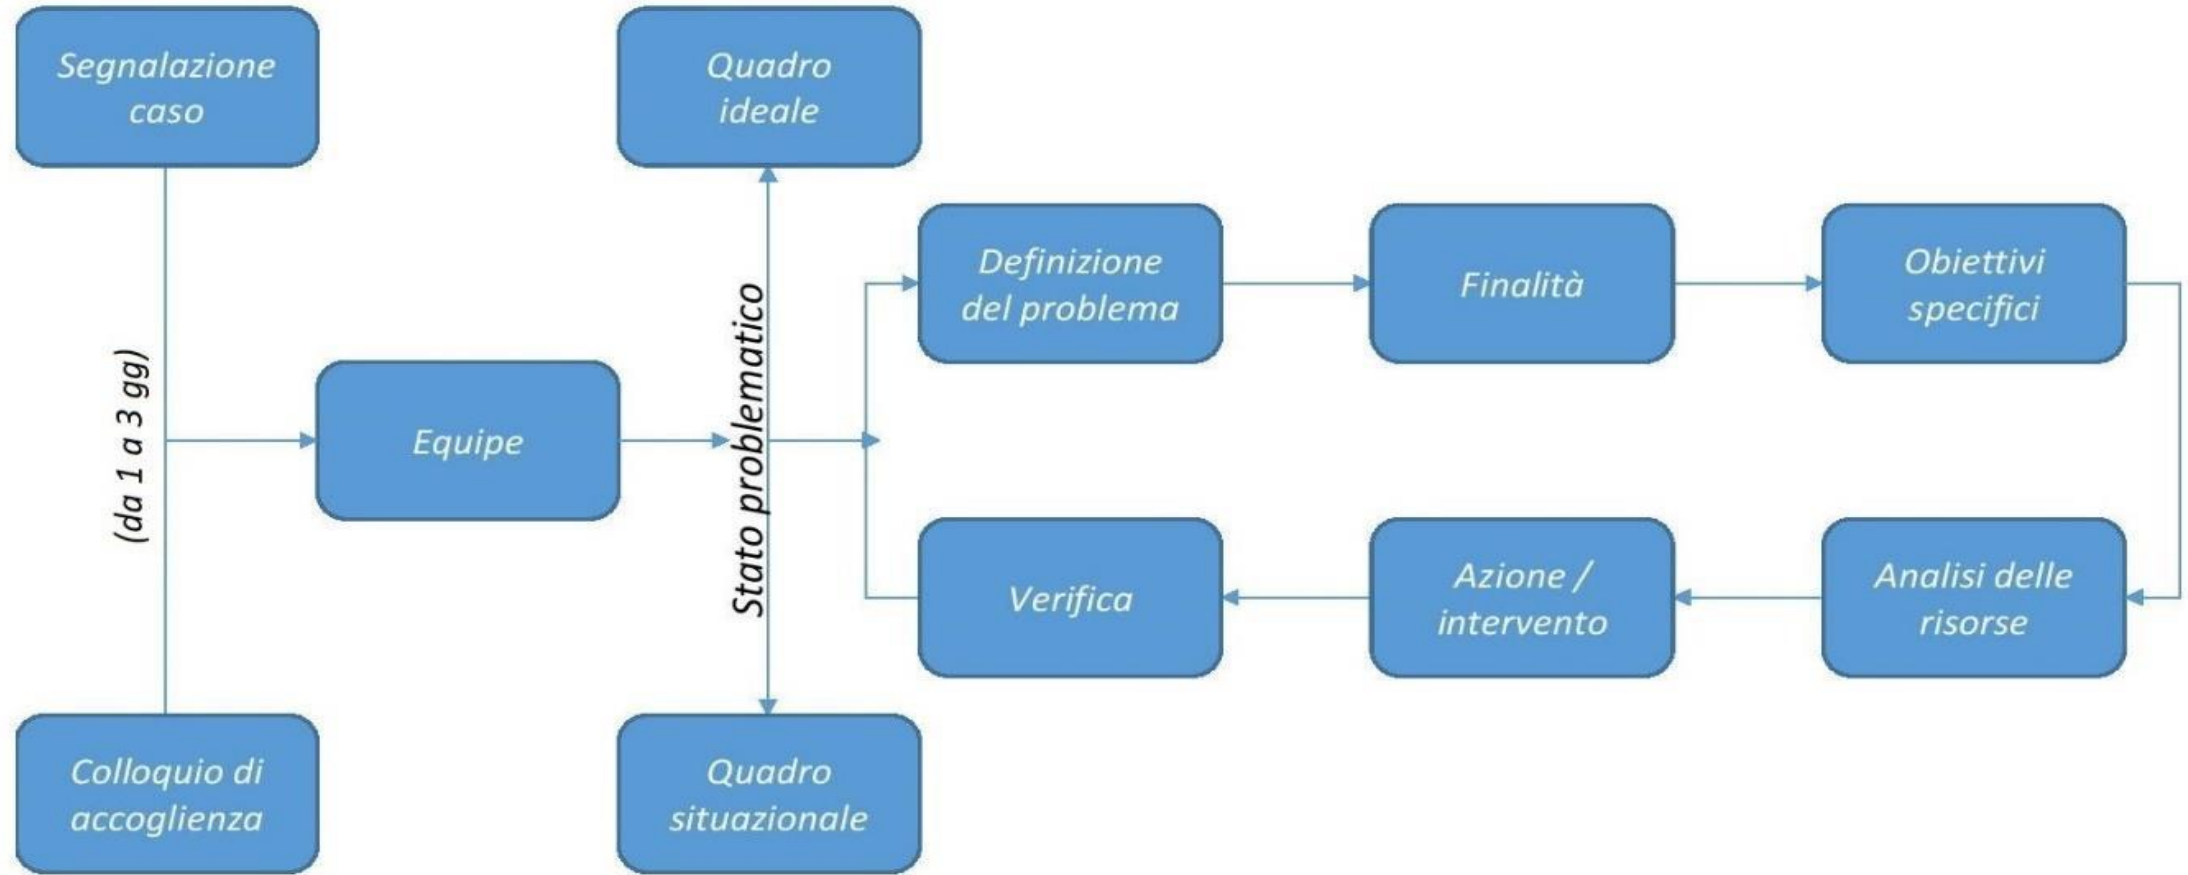 Segnalazione
caso
Quadro
ideale
Definizione
del problema
Finalità
Obiettivi
specifici
(da 1 a 3 gg)
Equipe
Stato problematico
Verifica
Azione /
intervento
Analisi delle
risorse
Colloquio di
accoglienza
Quadro
situazionale